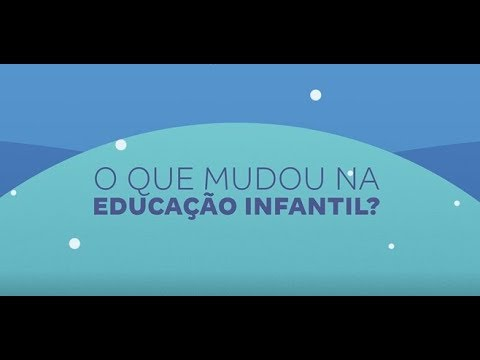 O QUE MUDOU NA
EDUCAÇÃO INFANTIL?